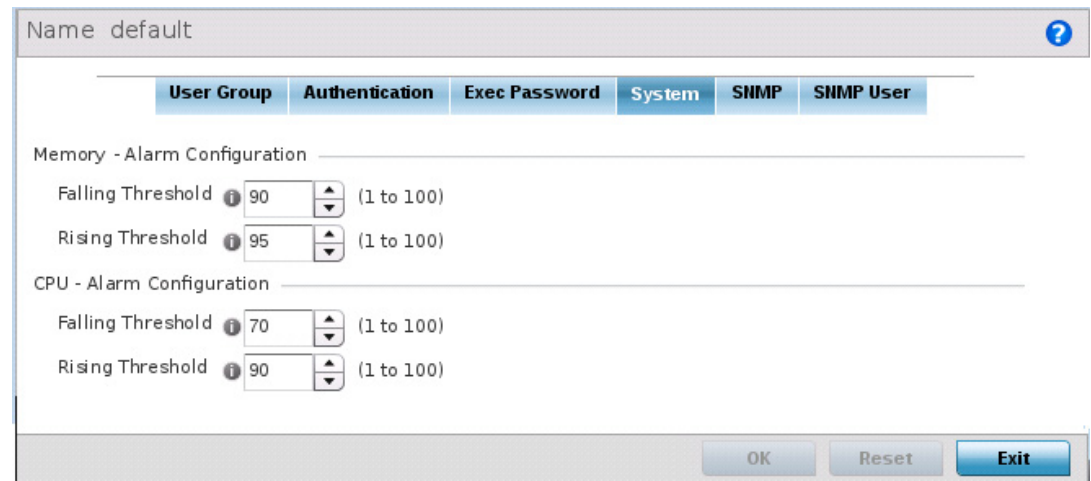 Name default
User Group Authentication Exec Password System SNMP SNMP User
Memory - Alarm Configuration
Falling Threshold 90 (1 to 100)
Rising Threshold 95 (1 to 100)
CPU - Alarm Configuration
Falling Threshold 70 (1 to 100)
Rising Threshold 90 (1 to 100)
OK Reset Exit